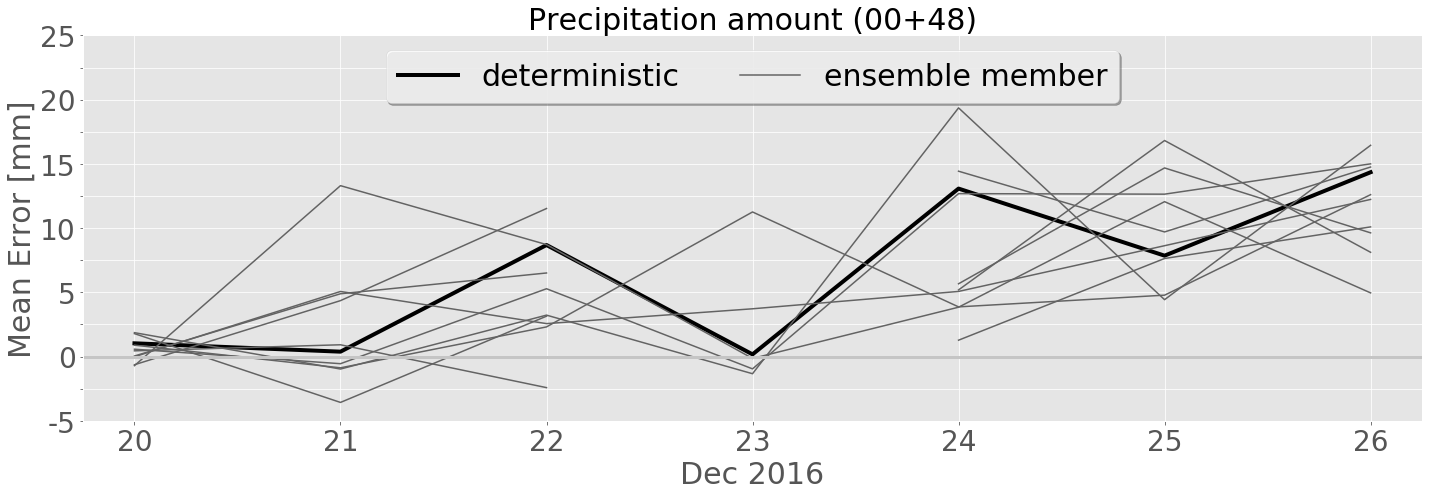 Precipitation amount (00+48)
deterministic ensemble member
Mean Error [mm]
25
20
15
10
5
0
-5
20 21 22 23 24 25 26
Dec 2016